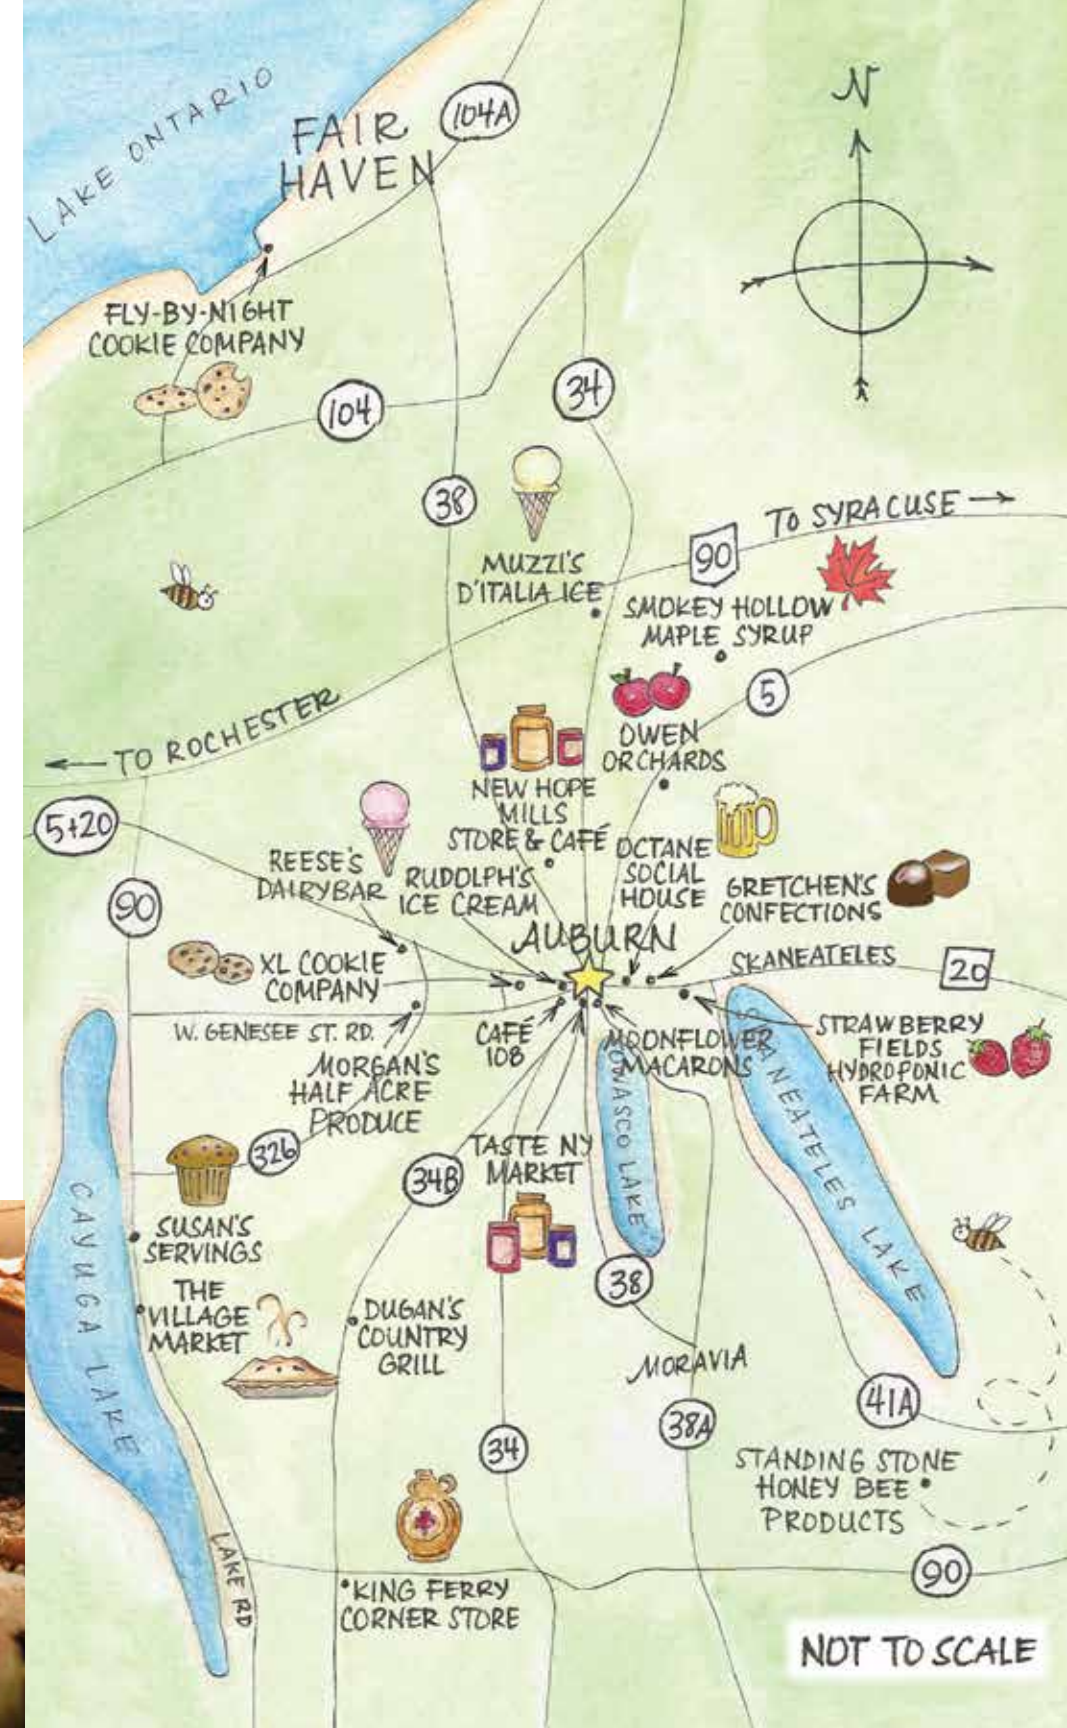 LAKE ONTARIO
FAIR
HAVEN
104A
N
FLY-BY-NIGHT
COOKIE COMPANY
104
34
38
TO SYRACUSE
90
MUZZI'S
D'ITALIA ICE
SMOKEY HOLLOW
MAPLE SYRUP
5
TO ROCHESTER
OWEN
ORCHARDS
NEW HOPE
MILLS
STORE & CAFÉ
5+20
REESE'S
DAIRYBAR
RUDOLPH'S
ICE CREAM
OCTANE
SOCIAL
HOUSE
GRETCHEN'S
CONFECTIONS
90
AUBURN
XL COOKIE
COMPANY
SKANEATELES
20
W. GENESEE ST. RD.
CAFÉ
108
MOONFLOWER
MACARONS
STRAWBERRY
FIELDS
HYDROPONIC
FARM
MORGAN'S
HALF ACRE
PRODUCE
OWASCO LAKE
SKANEATELES LAKE
326
34B
TASTE NY
MARKET
CAYUGA LAKE
SUSAN'S
SERVINGS
THE
VILLAGE
MARKET
DUGAN'S
COUNTRY
GRILL
38
MORAVIA
41A
38A
34
STANDING STONE
HONEY BEE
PRODUCTS
LAKE RD
90
KING FERRY
CORNER STORE
NOT TO SCALE